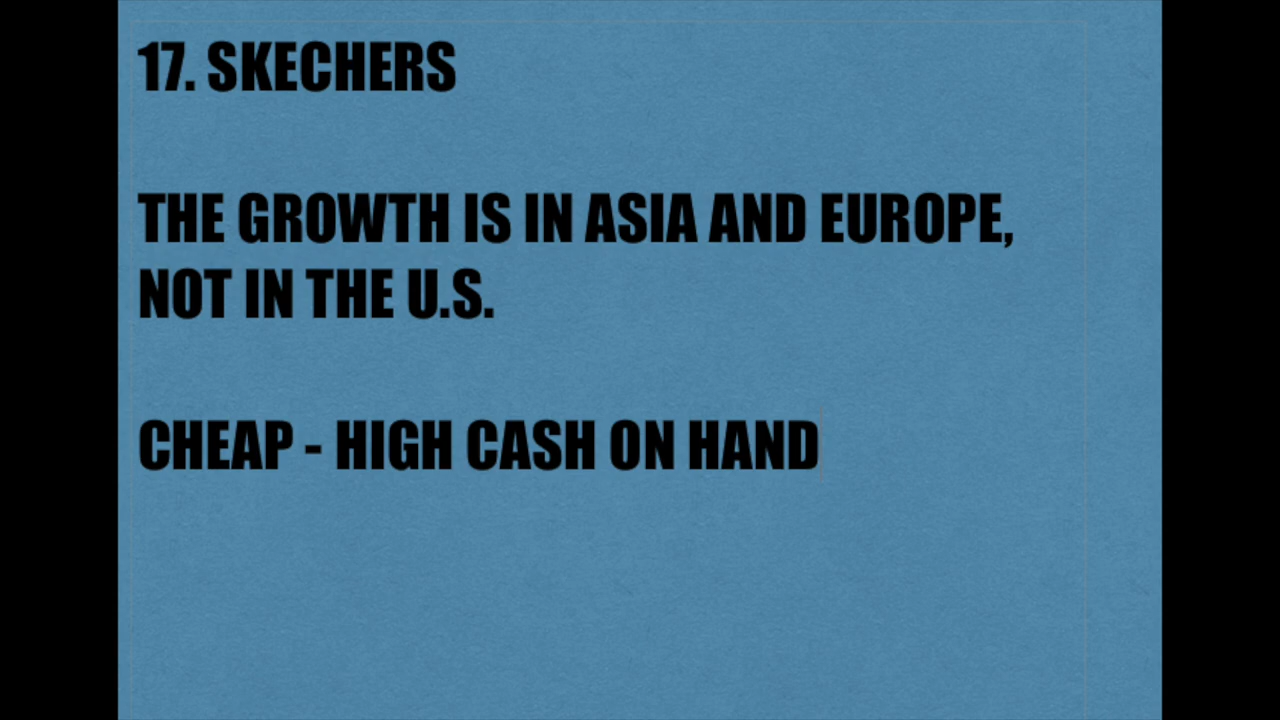 17. SKECHERS
THE GROWTH IS IN ASIA AND EUROPE,
NOT IN THE U.S.
CHEAP - HIGH CASH ON HAND